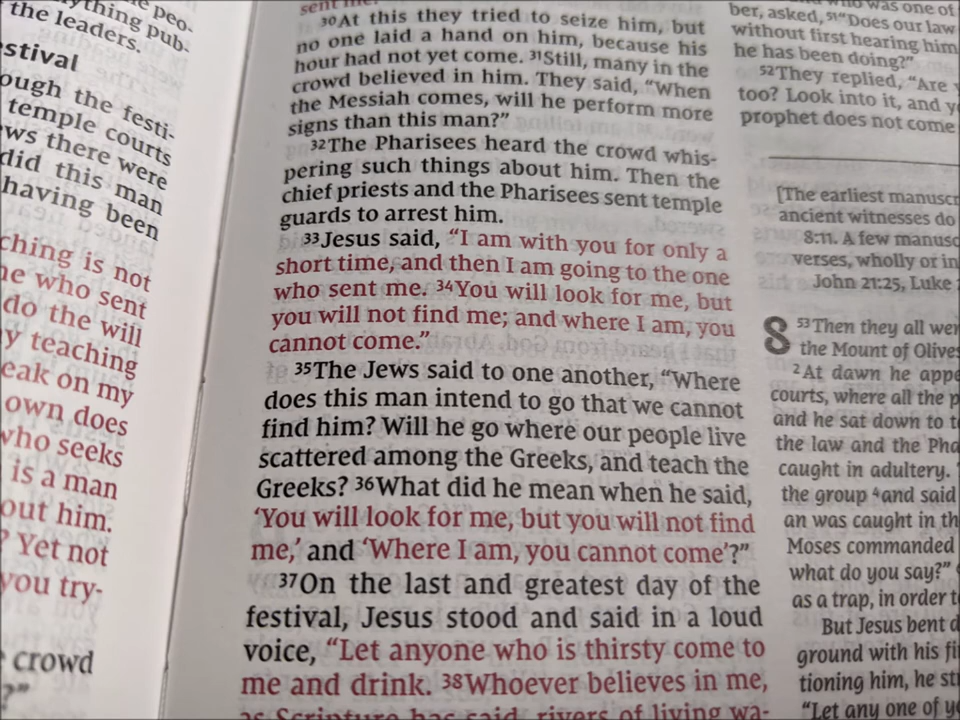 peo-
ything pub-
the leaders.
stival
ough the festi-
temple courts
ws there were
did this man
having been
ching is not
e who sent
do the will
y teaching
eak on my
own does
who seeks
is a man
out him.
? Yet not
you try-
crowd
?”
sent me.
30At this they tried to seize him, but
no one laid a hand on him, because his
hour had not yet come. 31Still, many in the
crowd believed in him. They said, “When
the Messiah comes, will he perform more
signs than this man?”
32The Pharisees heard the crowd whis-
pering such things about him. Then the
chief priests and the Pharisees sent temple
guards to arrest him.
33Jesus said, “I am with you for only a
short time, and then I am going to the one
who sent me. 34You will look for me, but
you will not find me; and where I am, you
cannot come.”
35The Jews said to one another, “Where
does this man intend to go that we cannot
find him? Will he go where our people live
scattered among the Greeks, and teach the
Greeks? 36What did he mean when he said,
‘You will look for me, but you will not find
me,’ and ‘Where I am, you cannot come’?”
37On the last and greatest day of the
festival, Jesus stood and said in a loud
voice, “Let anyone who is thirsty come to
me and drink. 38Whoever believes in me,
as Scripture has said, rivers of living wa-
who was one of
ber, asked, 51“Does our law
without first hearing him
he has been doing?”
52They replied, “Are
too? Look into it, and
prophet does not come
[The earliest manuscr
ancient witnesses do
8:11. A few manusc
verses, wholly or in
John 21:25, Luke
8 53Then they all wer
the Mount of Olives
2At dawn he appe
courts, where all the p
and he sat down to t
the law and the Pha
caught in adultery.
the group 4and said
an was caught in th
Moses commanded
what do you say?”
as a trap, in order t
But Jesus bent d
ground with his fi
tioning him, he st
“Let any one of y